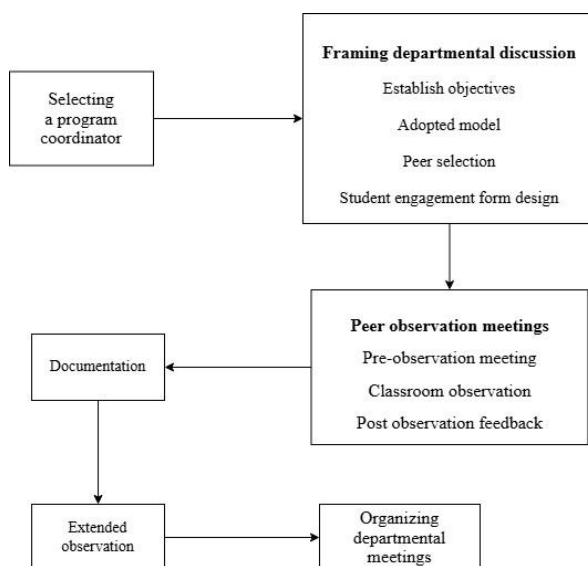 Selecting
a program
coordinator
Framing departmental discussion
Establish objectives
Adopted model
Peer selection
Student engagement form design
Peer observation meetings
Pre-observation meeting
Classroom observation
Post observation feedback
Documentation
Extended
observation
Organizing
departmental
meetings